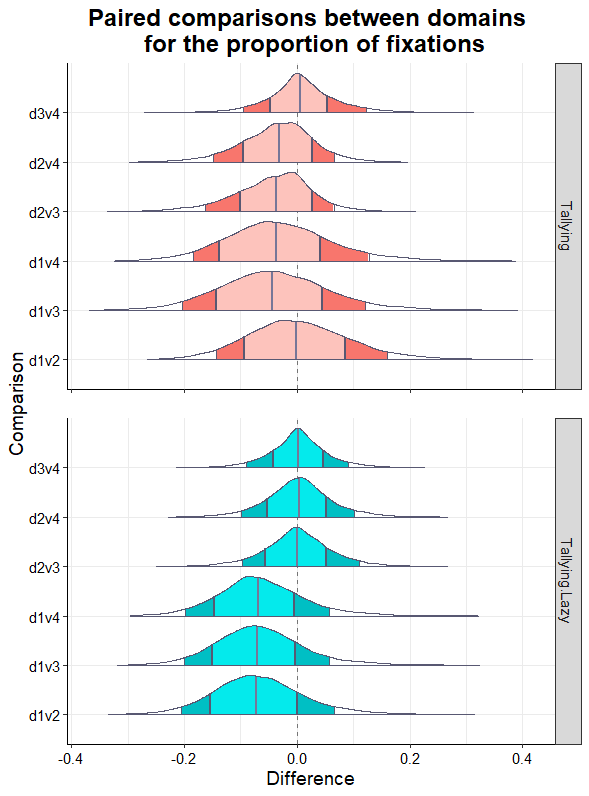 Paired comparisons between domains
for the proportion of fixations
Comparison
d3v4
d2v4
d2v3
d1v4
d1v3
d1v2
Tallying
d3v4
d2v4
d2v3
d1v4
d1v3
d1v2
Tallying.Lazy
-0.4 -0.2 0.0 0.2 0.4
Difference